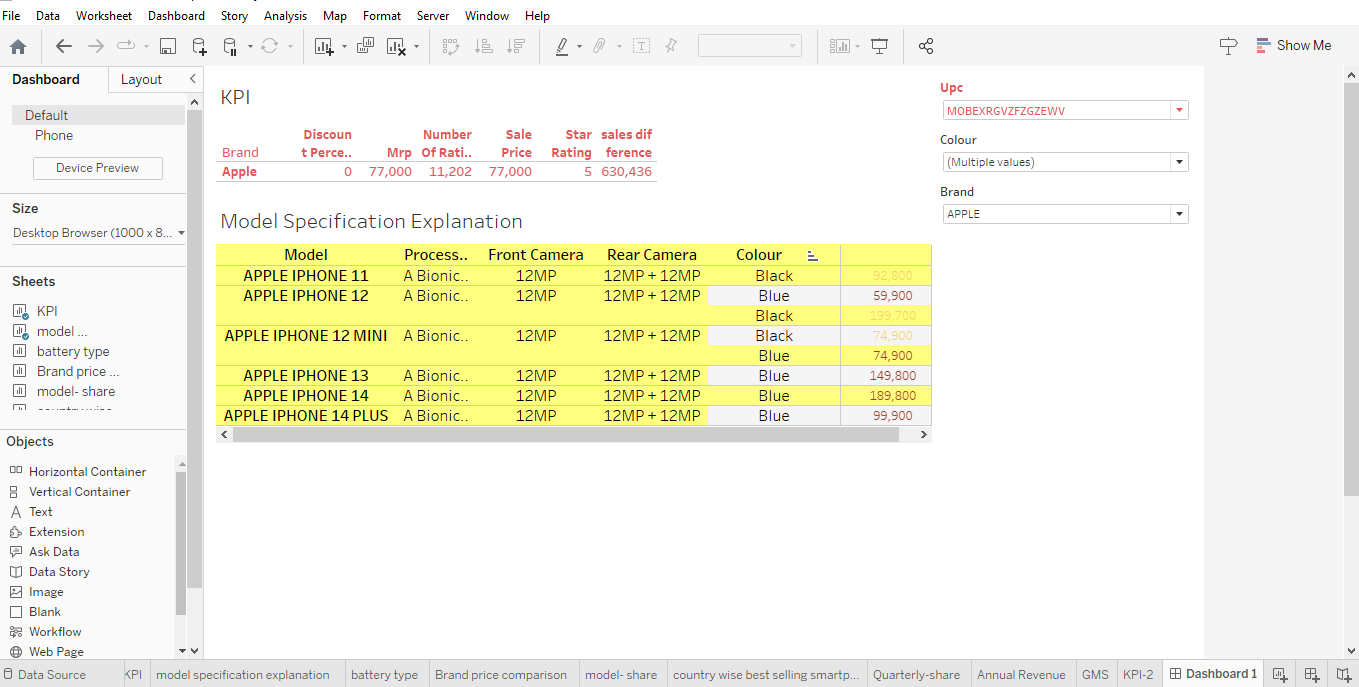 File Data Worksheet Dashboard Story Analysis Map Format Server Window Help
Show Me
Dashboard Layout
Default
Phone
Device Preview
Size
Desktop Browser (1000 x 8...
Sheets
KPI
model ...
battery type
Brand price ...
model- share
Objects
Horizontal Container
Vertical Container
Text
Extension
Ask Data
Data Story
Image
Blank
Workflow
Web Page
KPI
Discoun Number Sale Star sales dif
Brand t Perce.. Mrp Of Rati.. Price Rating ference
Apple 0 77,000 11,202 77,000 5 630,436
Model Specification Explanation
Model Process.. Front Camera Rear Camera Colour
APPLE IPHONE 11 A Bionic.. 12MP 12MP + 12MP Black 92,800
APPLE IPHONE 12 A Bionic.. 12MP 12MP + 12MP Blue 59,900
Black 199,700
APPLE IPHONE 12 MINI A Bionic.. 12MP 12MP + 12MP Black 74,900
Blue 74,900
APPLE IPHONE 13 A Bionic.. 12MP 12MP + 12MP Blue 149,800
APPLE IPHONE 14 A Bionic.. 12MP 12MP + 12MP Blue 189,800
APPLE IPHONE 14 PLUS A Bionic.. 12MP 12MP + 12MP Blue 99,900
Upc
MOBEXRGVZFZGZEWV
Colour
(Multiple values)
Brand
APPLE
Data Source KPI model specification explanation battery type Brand price comparison model- share country wise best selling smartp... Quarterly-share Annual Revenue GMS KPI-2 Dashboard 1